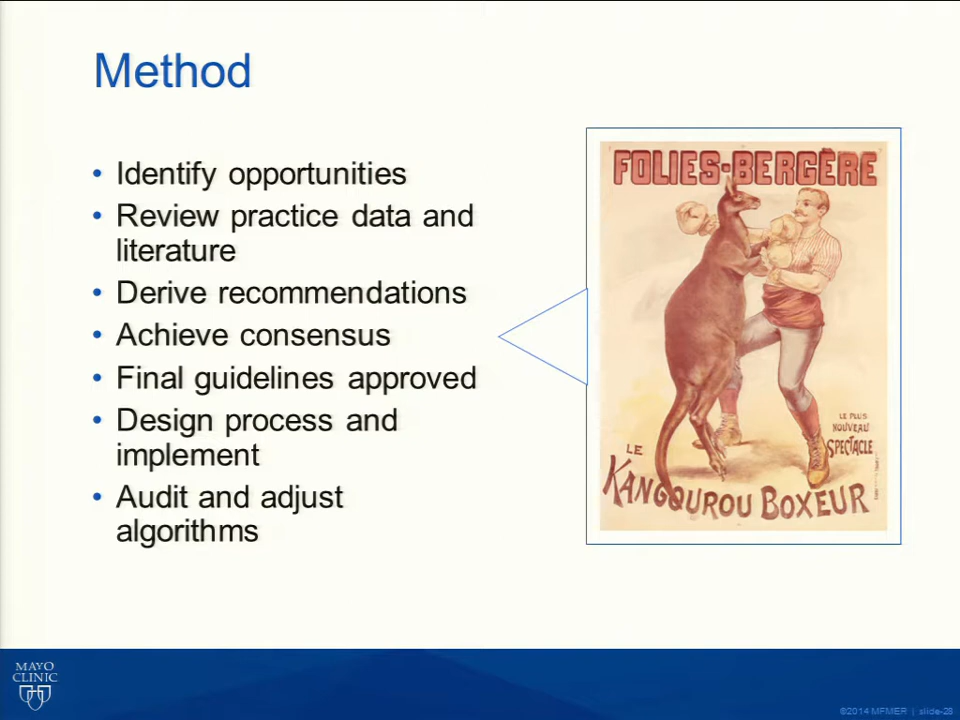 Method
• Identify opportunities
• Review practice data and
literature
• Derive recommendations
• Achieve consensus
• Final guidelines approved
• Design process and
implement
• Audit and adjust
algorithms
FOLIES-BERGÈRE
LE PLUS
NOUVEAU
SPECTACLE
LE
KANGOUROU BOXEUR
MAYO
CLINIC
©2014 MFMER | slide-28